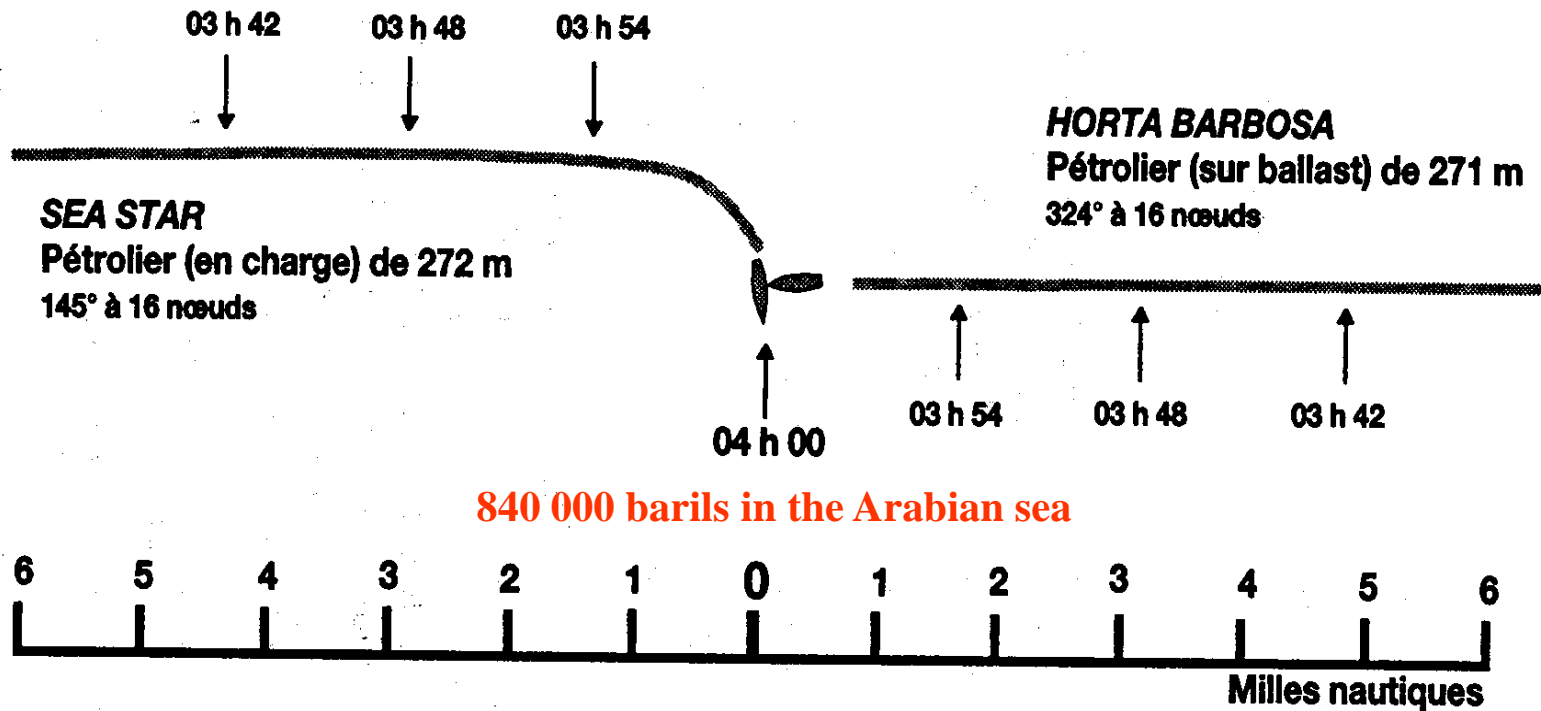 03 h 42 03 h 48 03 h 54
HORTA BARBOSA
Pétrolier (sur ballast) de 271 m
324° à 16 nœuds
SEA STAR
Pétrolier (en charge) de 272 m
145° à 16 nœuds
03 h 54 03 h 48 03 h 42
04 h 00
840 000 barils in the Arabian sea
6 5 4 3 2 1 0 1 2 3 4 5 6
Milles nautiques